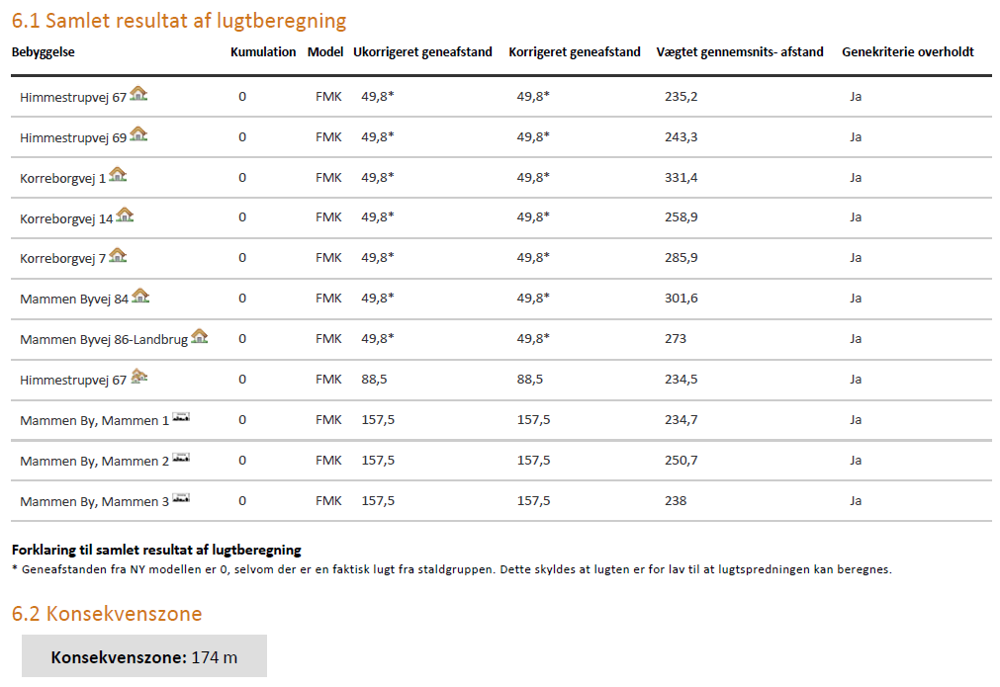 6.1 Samlet resultat af lugtberegning
Bebyggelse Kumulation Model Ukorrigeret geneafstand Korrigeret geneafstand Vægtet gennemsnits- afstand Genekriterie overholdt
Himmestrupvej 67 0 FMK 49,8* 49,8* 235,2 Ja
Himmestrupvej 69 0 FMK 49,8* 49,8* 243,3 Ja
Korreborgvej 1 0 FMK 49,8* 49,8* 331,4 Ja
Korreborgvej 14 0 FMK 49,8* 49,8* 258,9 Ja
Korreborgvej 7 0 FMK 49,8* 49,8* 285,9 Ja
Mammen Byvej 84 0 FMK 49,8* 49,8* 301,6 Ja
Mammen Byvej 86-Landbrug 0 FMK 49,8* 49,8* 273 Ja
Himmestrupvej 67 0 FMK 88,5 88,5 234,5 Ja
Mammen By, Mammen 1 0 FMK 157,5 157,5 234,7 Ja
Mammen By, Mammen 2 0 FMK 157,5 157,5 250,7 Ja
Mammen By, Mammen 3 0 FMK 157,5 157,5 238 Ja
Forklaring til samlet resultat af lugtberegning
* Geneafstanden fra NY modellen er 0, selvom der er en faktisk lugt fra staldgruppen. Dette skyldes at lugten er for lav til at lugtspredningen kan beregnes.
6.2 Konsekvenszone
Konsekvenszone: 174 m